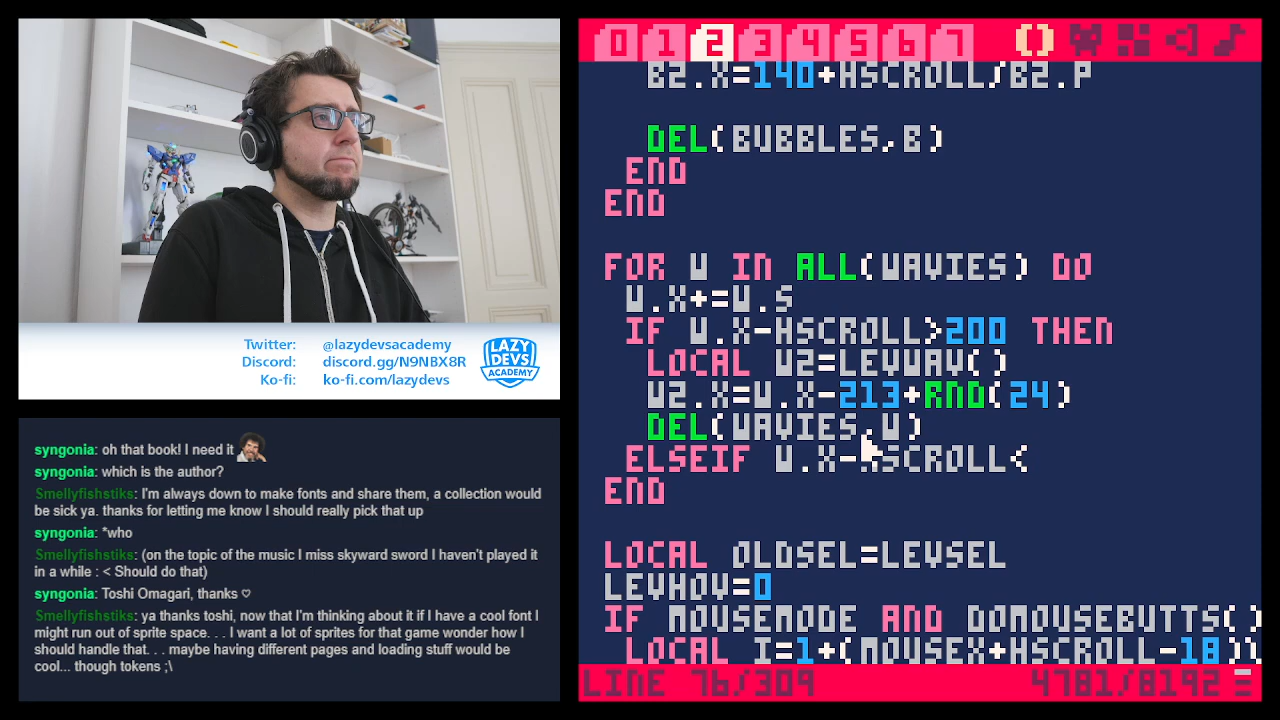 Twitter: @lazydevsacademy
Discord: discord.gg/N9NBX8R
Ko-fi: ko-fi.com/lazydevs
LAZY
DEVS
ACADEMY
syngonia: oh that book! I need it
syngonia: which is the author?
Smellyfishstiks: I'm always down to make fonts and share them, a collection would
be sick ya. thanks for letting me know I should really pick that up
syngonia: *who
Smellyfishstiks: (on the topic of the music I miss skyward sword I haven't played it
in a while : < Should do that)
syngonia: Toshi Omagari, thanks ♡
Smellyfishstiks: ya thanks toshi, now that I'm thinking about it if I have a cool font I
might run out of sprite space. . . I want a lot of sprites for that game wonder how I
should handle that. . . maybe having different pages and loading stuff would be
cool... though tokens ;\
0 1 2 3 4 5 6 7 ()
B2.X=140+HSCROLL/B2.P
DEL(BUBBLES,B)
END
END
FOR W IN ALL(WAVIES) DO
W.X+=W.S
IF W.X-HSCROLL>200 THEN
LOCAL W2=LEVWAV()
W2.X=W.X-213+RND(24)
DEL(WAVIES,W)
ELSEIF W.X-HSCROLL<
END
LOCAL OLDSEL=LEVSEL
LEVHOV=0
IF MOUSEMODE AND DOMOUSEBUTTS()
LOCAL I=1+(MOUSEX+HSCROLL-18)\
LINE 76/309 4781/8192